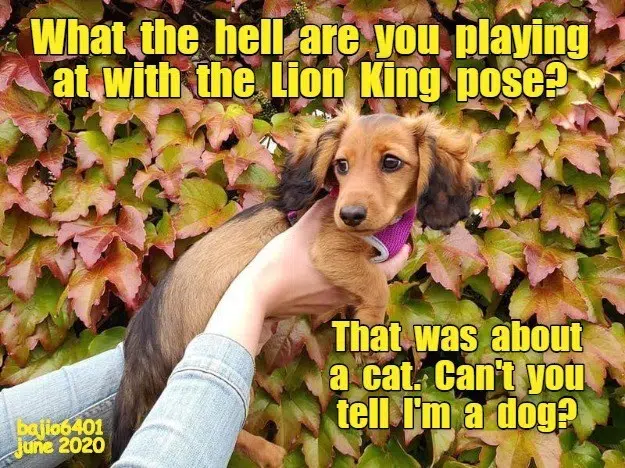 What the hell are you playing
at with the Lion King pose?
That was about
a cat. Can't you
tell I'm a dog?
bajio6401
june 2020